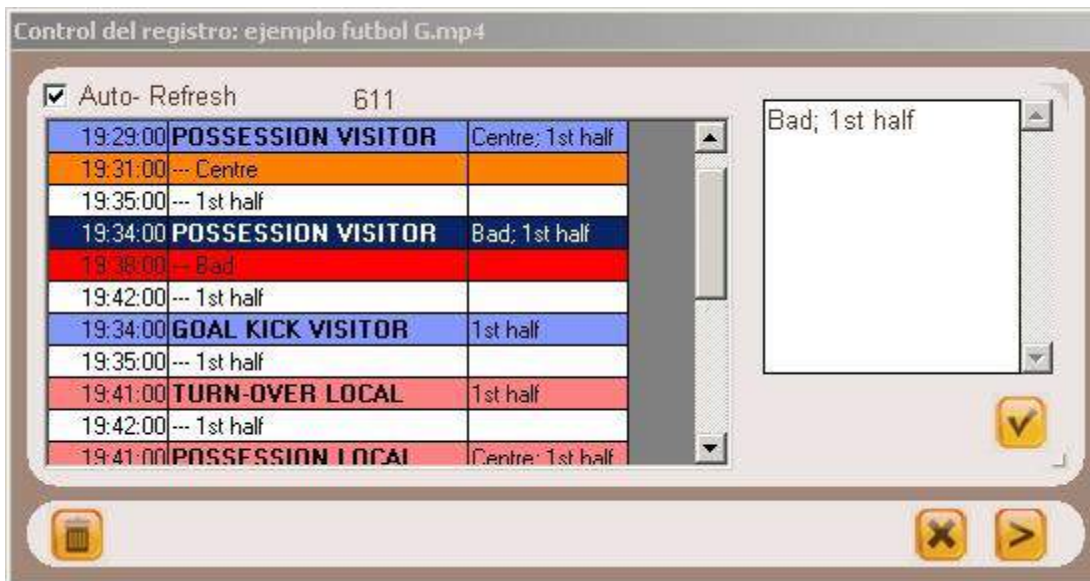 Control del registro: ejemplo futbol G.mp4
Auto- Refresh 611
19:29:00 POSSESSION VISITOR Centre; 1st half
19:31:00 --- Centre
19:35:00 --- 1st half
19:34:00 POSSESSION VISITOR Bad; 1st half
19:38:00 --- Bad
19:42:00 --- 1st half
19:34:00 GOAL KICK VISITOR 1st half
19:35:00 --- 1st half
19:41:00 TURN-OVER LOCAL 1st half
19:42:00 --- 1st half
19:41:00 POSSESSION LOCAL Centre; 1st half
Bad; 1st half